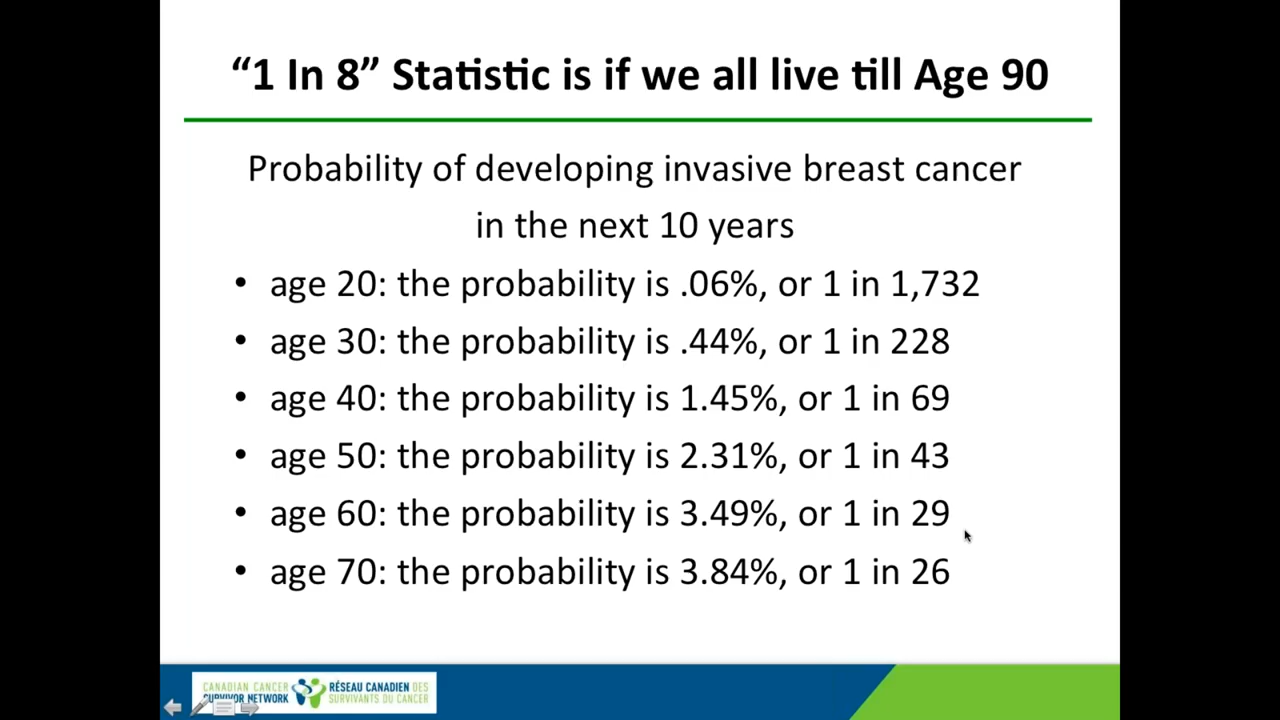 “1 In 8” Statistic is if we all live till Age 90
Probability of developing invasive breast cancer
in the next 10 years
• age 20: the probability is .06%, or 1 in 1,732
• age 30: the probability is .44%, or 1 in 228
• age 40: the probability is 1.45%, or 1 in 69
• age 50: the probability is 2.31%, or 1 in 43
• age 60: the probability is 3.49%, or 1 in 29
• age 70: the probability is 3.84%, or 1 in 26
CANADIAN CANCER
SURVIVOR NETWORK
RÉSEAU CANADIEN DES
SURVIVANTS DU CANCER